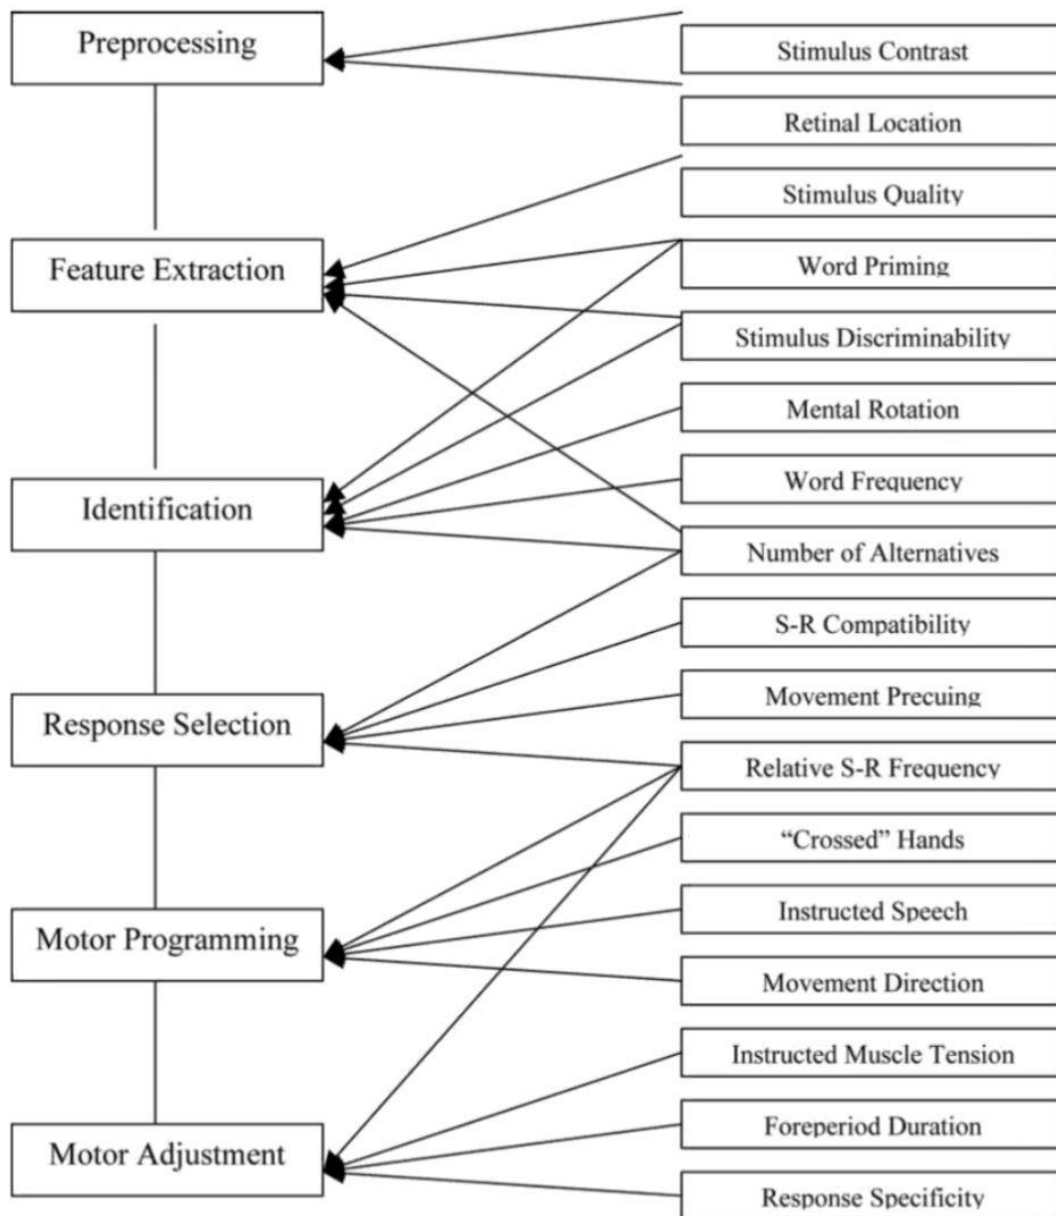 Preprocessing
Stimulus Contrast
Retinal Location
Stimulus Quality
Feature Extraction
Word Priming
Stimulus Discriminability
Mental Rotation
Word Frequency
Identification
Number of Alternatives
S-R Compatibility
Movement Precuing
Response Selection
Relative S-R Frequency
“Crossed” Hands
Instructed Speech
Motor Programming
Movement Direction
Instructed Muscle Tension
Foreperiod Duration
Motor Adjustment
Response Specificity